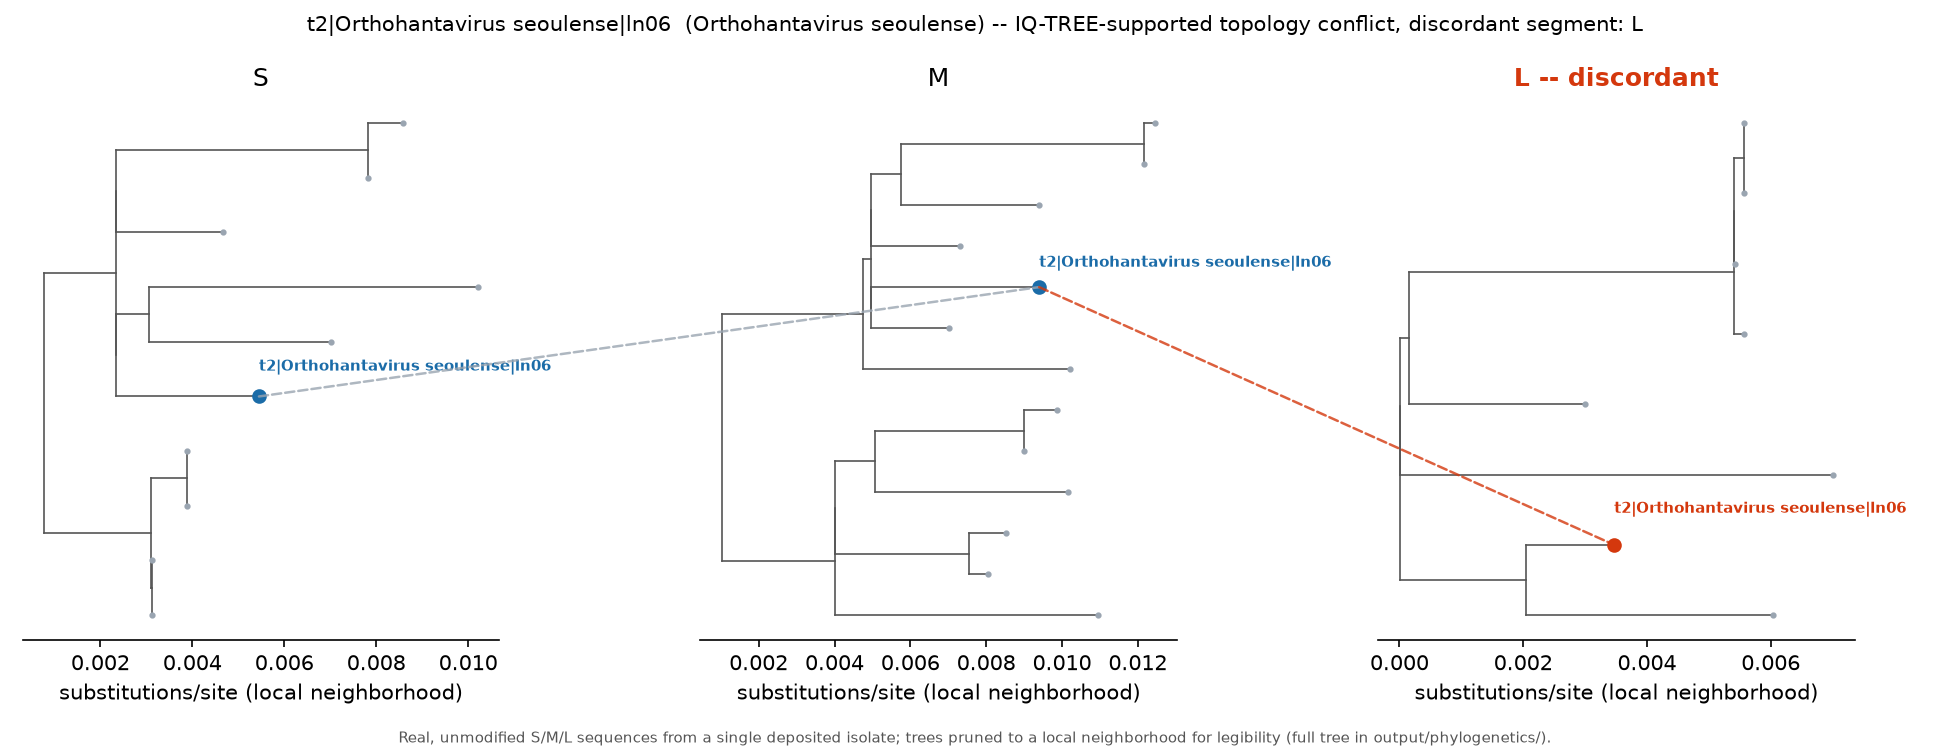 t2|Orthohantavirus seoulense|ln06  (Orthohantavirus seoulense) -- IQ-TREE-supported topology conflict, discordant segment: L
S
M
L -- discordant
t2|Orthohantavirus seoulense|ln06
t2|Orthohantavirus seoulense|ln06
t2|Orthohantavirus seoulense|ln06
0.002 0.004 0.006 0.008 0.010
0.002 0.004 0.006 0.008 0.010 0.012
0.000 0.002 0.004 0.006
substitutions/site (local neighborhood)
substitutions/site (local neighborhood)
substitutions/site (local neighborhood)
Real, unmodified S/M/L sequences from a single deposited isolate; trees pruned to a local neighborhood for legibility (full tree in output/phylogenetics/).